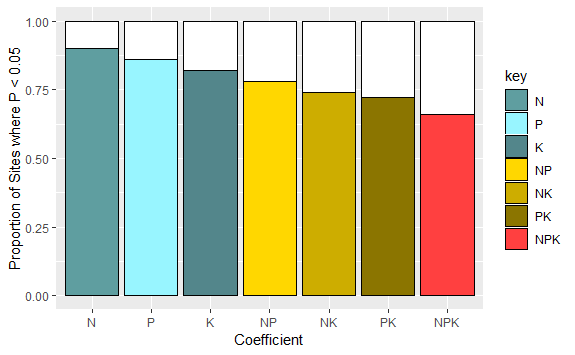 Proportion of Sites where P < 0.05
1.00
0.75
0.50
0.25
0.00
N P K NP NK PK NPK
Coefficient
key
N
P
K
NP
NK
PK
NPK